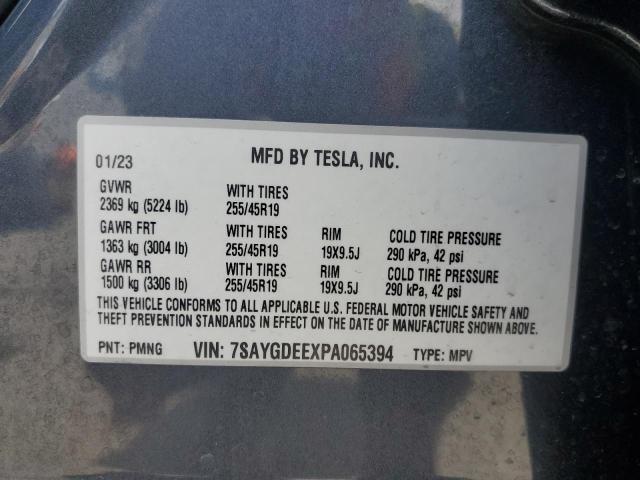 01/23 MFD BY TESLA, INC.
GVWR WITH TIRES
2369 kg (5224 lb) 255/45R19
GAWR FRT WITH TIRES RIM COLD TIRE PRESSURE
1363 kg (3004 lb) 255/45R19 19X9.5J 290 kPa, 42 psi
GAWR RR WITH TIRES RIM COLD TIRE PRESSURE
1500 kg (3306 lb) 255/45R19 19X9.5J 290 kPa, 42 psi
THIS VEHICLE CONFORMS TO ALL APPLICABLE U.S. FEDERAL MOTOR VEHICLE SAFETY AND
THEFT PREVENTION STANDARDS IN EFFECT ON THE DATE OF MANUFACTURE SHOWN ABOVE.
PNT: PMNG VIN: 7SAYGDEEXPA065394 TYPE: MPV